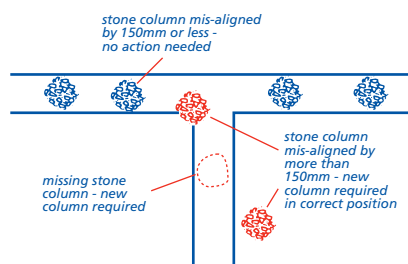 stone column mis-aligned
by 150mm or less -
no action needed
stone column
mis-aligned by
more than
150mm - new
column required
in correct position
missing stone
column - new
column required